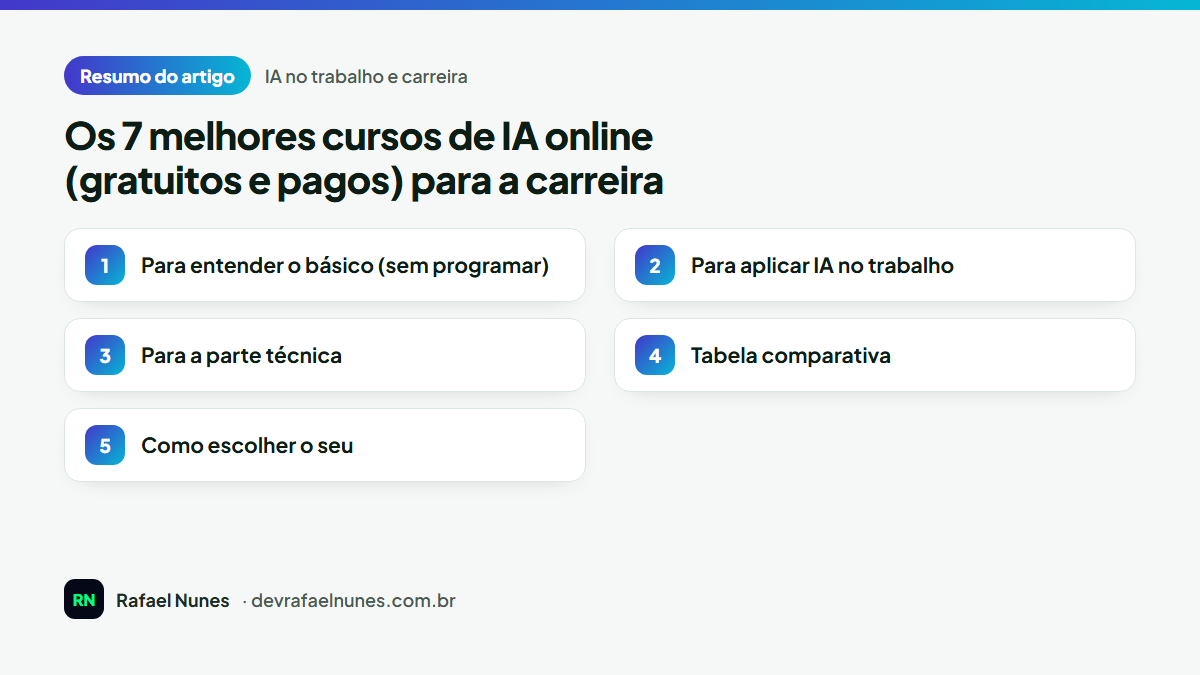 Resumo do artigo IA no trabalho e carreira
Os 7 melhores cursos de IA online
(gratuitos e pagos) para a carreira
1 Para entender o básico (sem programar)
2 Para aplicar IA no trabalho
3 Para a parte técnica
4 Tabela comparativa
5 Como escolher o seu
RN Rafael Nunes · devrafaelnunes.com.br